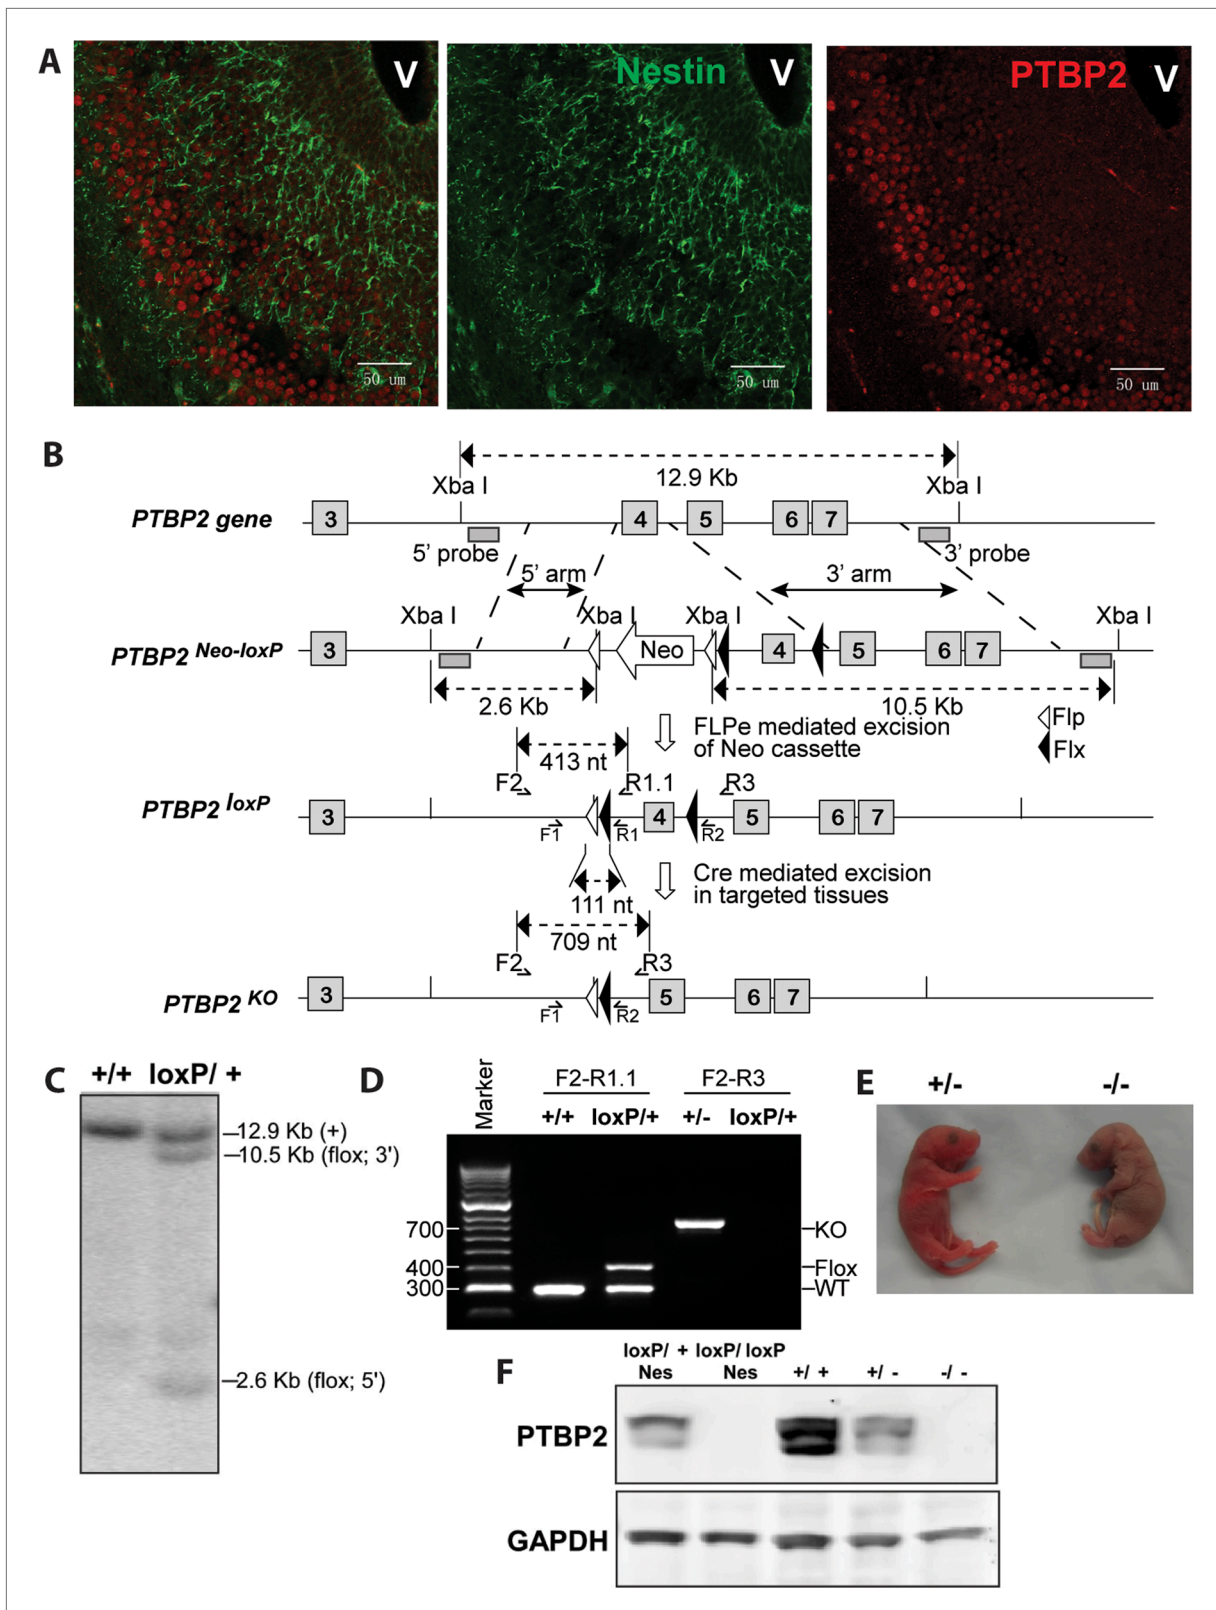 A
V
Nestin
V
PTBP2
V
50 um
50 um
50 um
B
12.9 Kb
Xba I
Xba I
PTBP2 gene
3
4
5
6
7
5' probe
3' probe
5' arm
3' arm
Xba I
Xba I
Xba I
Xba I
PTBP2 Neo-loxP
3
Neo
4
5
6
7
2.6 Kb
10.5 Kb
Flp
Flx
FLPe mediated excision
of Neo cassette
413 nt
F2
R1.1
R3
PTBP2 loxP
3
4
5
6
7
F1
R1
R2
111 nt
Cre mediated excision
in targeted tissues
709 nt
F2
R3
PTBP2 KO
3
5
6
7
F1
R2
C
+/+ loxP/ +
12.9 Kb (+)
10.5 Kb (flox; 3')
2.6 Kb (flox; 5')
D
Marker
F2-R1.1
F2-R3
+/+ loxP/+ +/- loxP/+
700
KO
400
Flox
300
WT
E
+/-
-/-
F
loxP/ + loxP/ loxP
Nes Nes +/ + +/ - -/ -
PTBP2
GAPDH